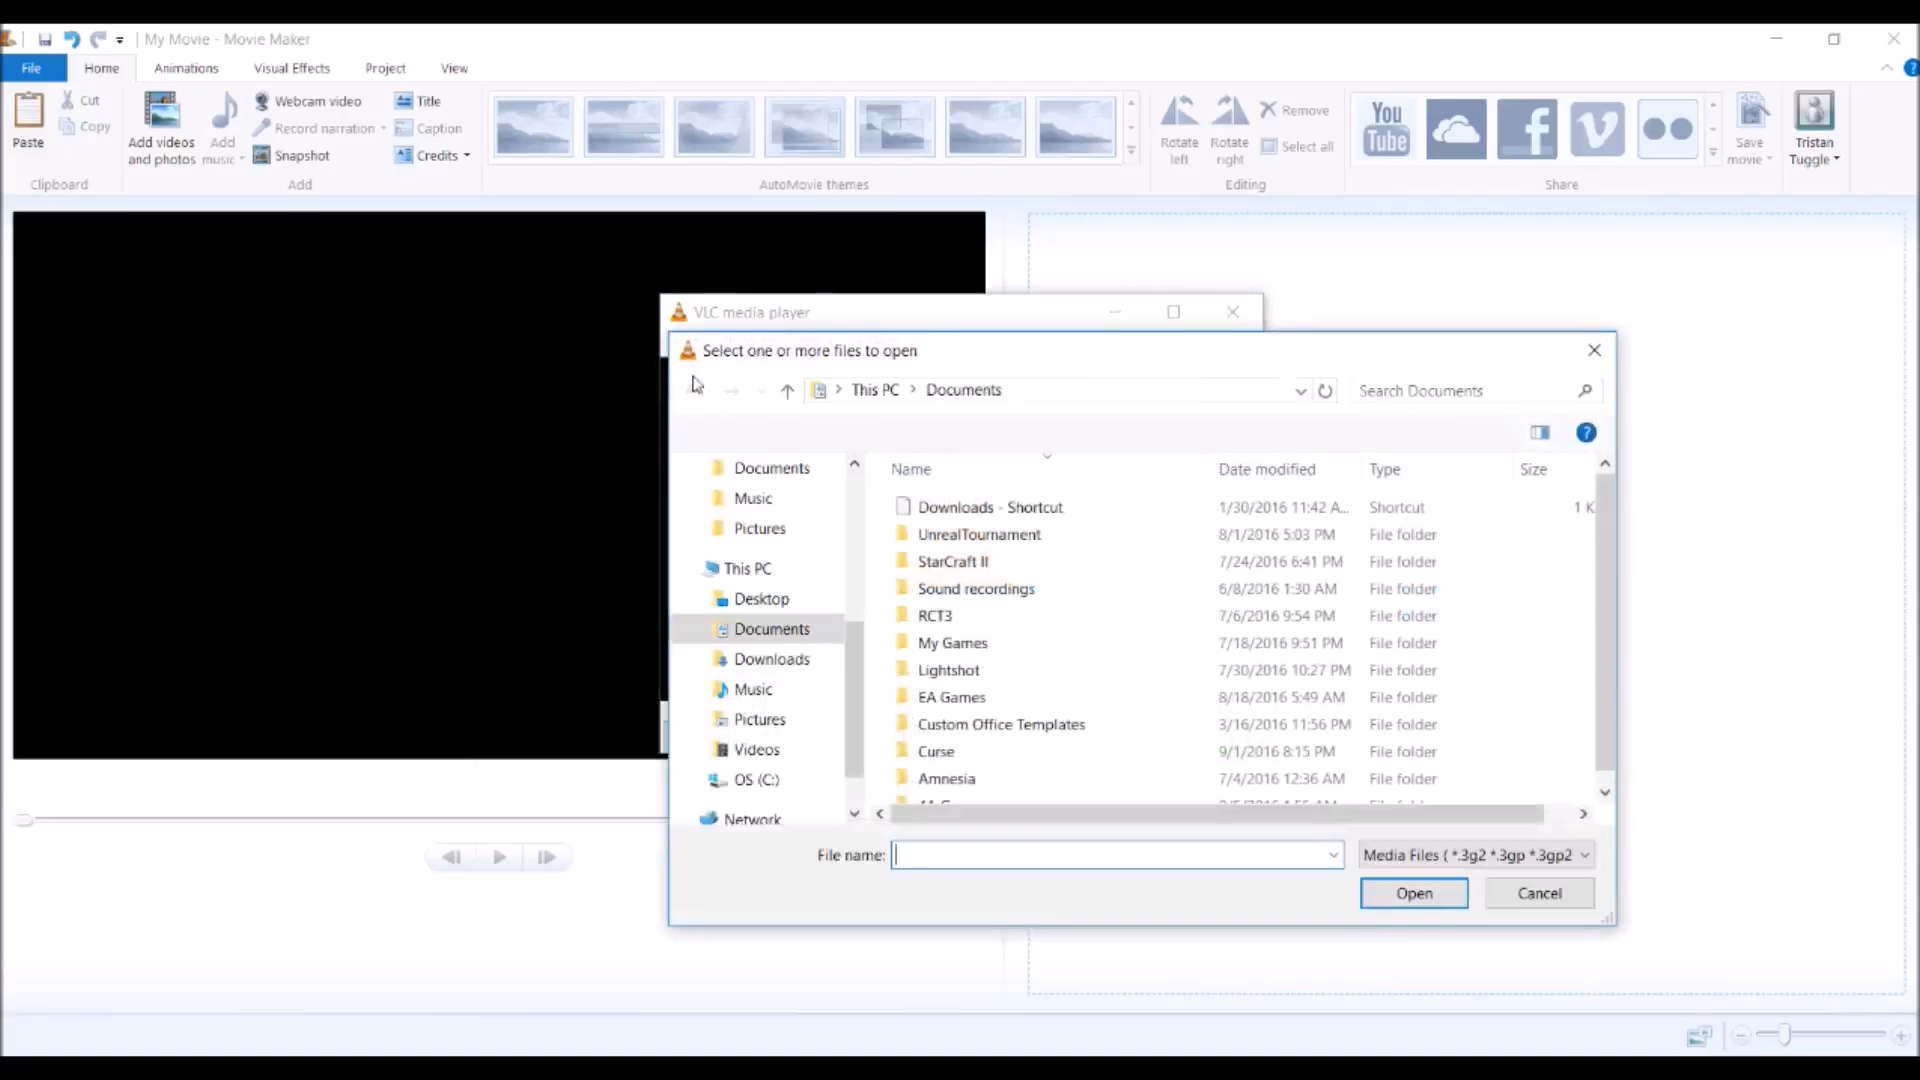 My Movie - Movie Maker
File
Home
Animations
Visual Effects
Project
View
Paste
Cut
Copy
Clipboard
Add videos
and photos
Add
music
Webcam video
Record narration
Snapshot
Title
Caption
Credits
Add
AutoMovie themes
Rotate
left
Rotate
right
Remove
Select all
Editing
You
Tube
Share
Save
movie
Tristan
Tuggle
VLC media player
Select one or more files to open
This PC > Documents
Search Documents
Documents
Music
Pictures
This PC
Desktop
Documents
Downloads
Music
Pictures
Videos
OS (C:)
Network
Name Date modified Type Size
Downloads - Shortcut 1/30/2016 11:42 A... Shortcut 1 K
UnrealTournament 8/1/2016 5:03 PM File folder
StarCraft II 7/24/2016 6:41 PM File folder
Sound recordings 6/8/2016 1:30 AM File folder
RCT3 7/6/2016 9:54 PM File folder
My Games 7/18/2016 9:51 PM File folder
Lightshot 7/30/2016 10:27 PM File folder
EA Games 8/18/2016 5:49 AM File folder
Custom Office Templates 3/16/2016 11:56 PM File folder
Curse 9/1/2016 8:15 PM File folder
Amnesia 7/4/2016 12:36 AM File folder
File name:
Media Files ( *.3g2 *.3gp *.3gp2
Open
Cancel